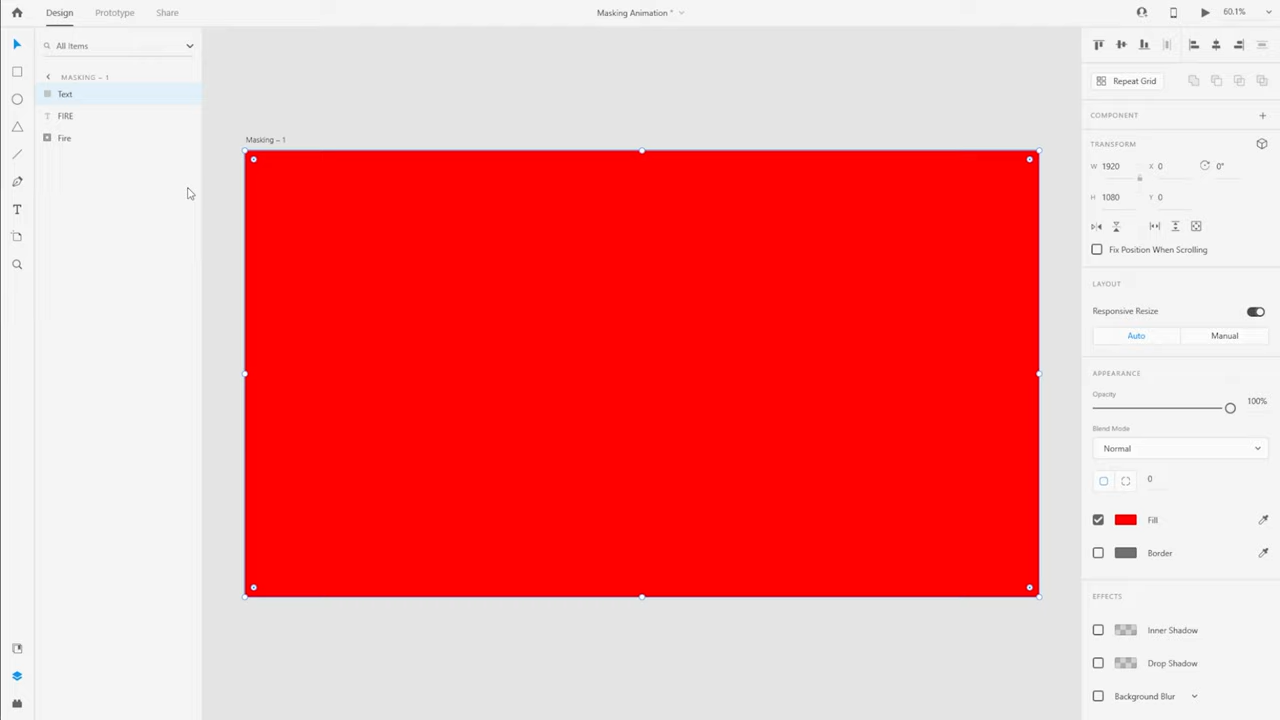 Design Prototype Share Masking Animation * 60.1%
All Items
MASKING – 1
Text
FIRE
Fire
Masking – 1
Repeat Grid
COMPONENT
TRANSFORM
W 1920 X 0 0°
H 1080 Y 0
Fix Position When Scrolling
LAYOUT
Responsive Resize
Auto Manual
APPEARANCE
Opacity
100%
Blend Mode
Normal
0
Fill
Border
EFFECTS
Inner Shadow
Drop Shadow
Background Blur